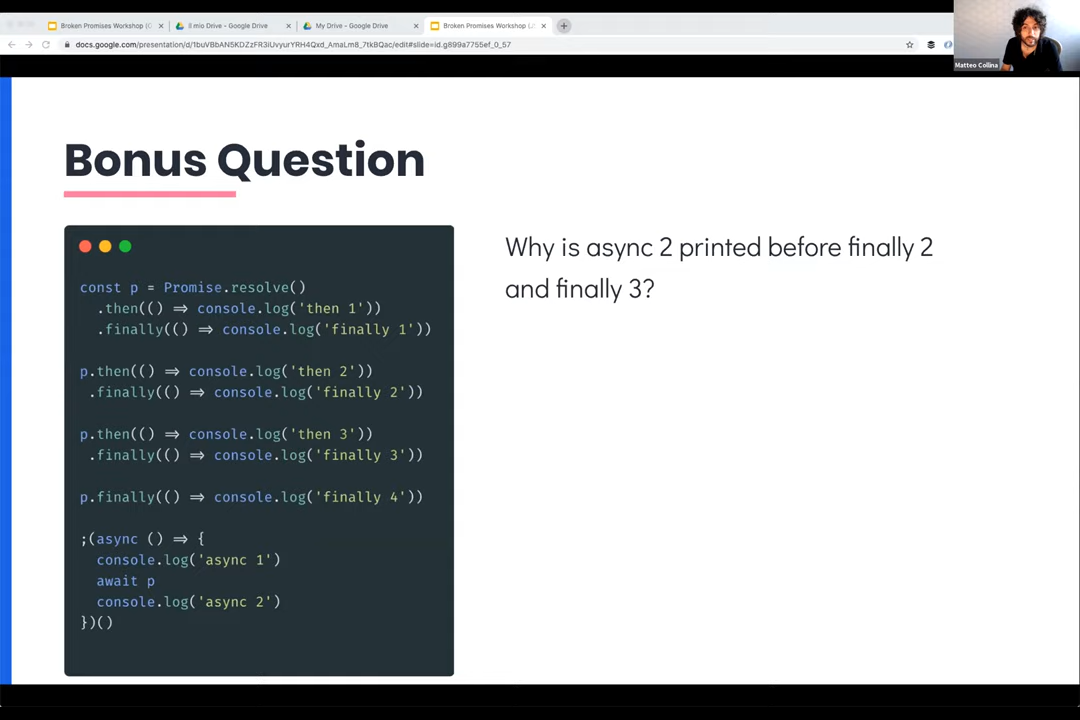 Broken Promises Workshop (C
Il mio Drive - Google Drive
My Drive - Google Drive
Broken Promises Workshop (
docs.google.com/presentation/d/1buVBbAN5KDZzFR3iUvyurYRH4Qxd_AmaLm8_7tkBQac/edit#slide=id.g899a7755ef_0_57
Matteo Collina
Bonus Question
const p = Promise.resolve()
.then(() ⇒ console.log('then 1'))
.finally(() ⇒ console.log('finally 1'))
p.then(() ⇒ console.log('then 2'))
.finally(() ⇒ console.log('finally 2'))
p.then(() ⇒ console.log('then 3'))
.finally(() ⇒ console.log('finally 3'))
p.finally(() ⇒ console.log('finally 4'))
;(async () ⇒ {
console.log('async 1')
await p
console.log('async 2')
})()
Why is async 2 printed before finally 2
and finally 3?